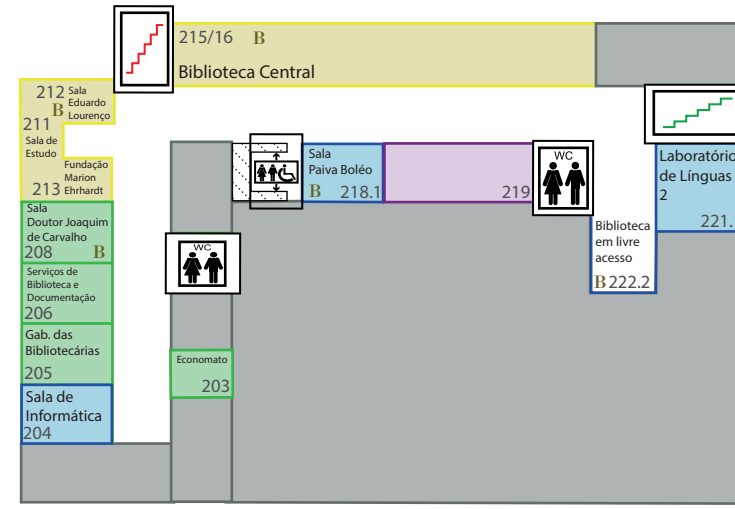 215/16 B
Biblioteca Central
212 Sala
Eduardo
B Lourenço
211
Sala de
Estudo
Fundação
Marion
213 Ehrhardt
Sala
Doutor Joaquim
de Carvalho
208 B
Serviços de
Biblioteca e
Documentação
206
Gab. das
Bibliotecárias
205
Sala de
Informática
204
WC
Economato
203
Sala
Paiva Boléo
B 218.1
219
WC
Biblioteca
em livre
acesso
B 222.2
Laboratório
de Línguas
2
221.